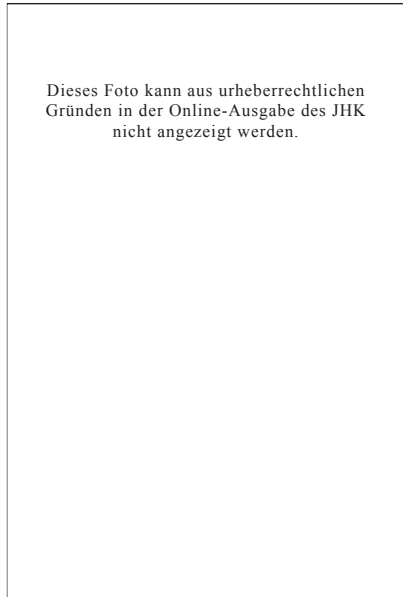 Dieses Foto kann aus urheberrechtlichen
Gründen in der Online-Ausgabe des JHK
nicht angezeigt werden.